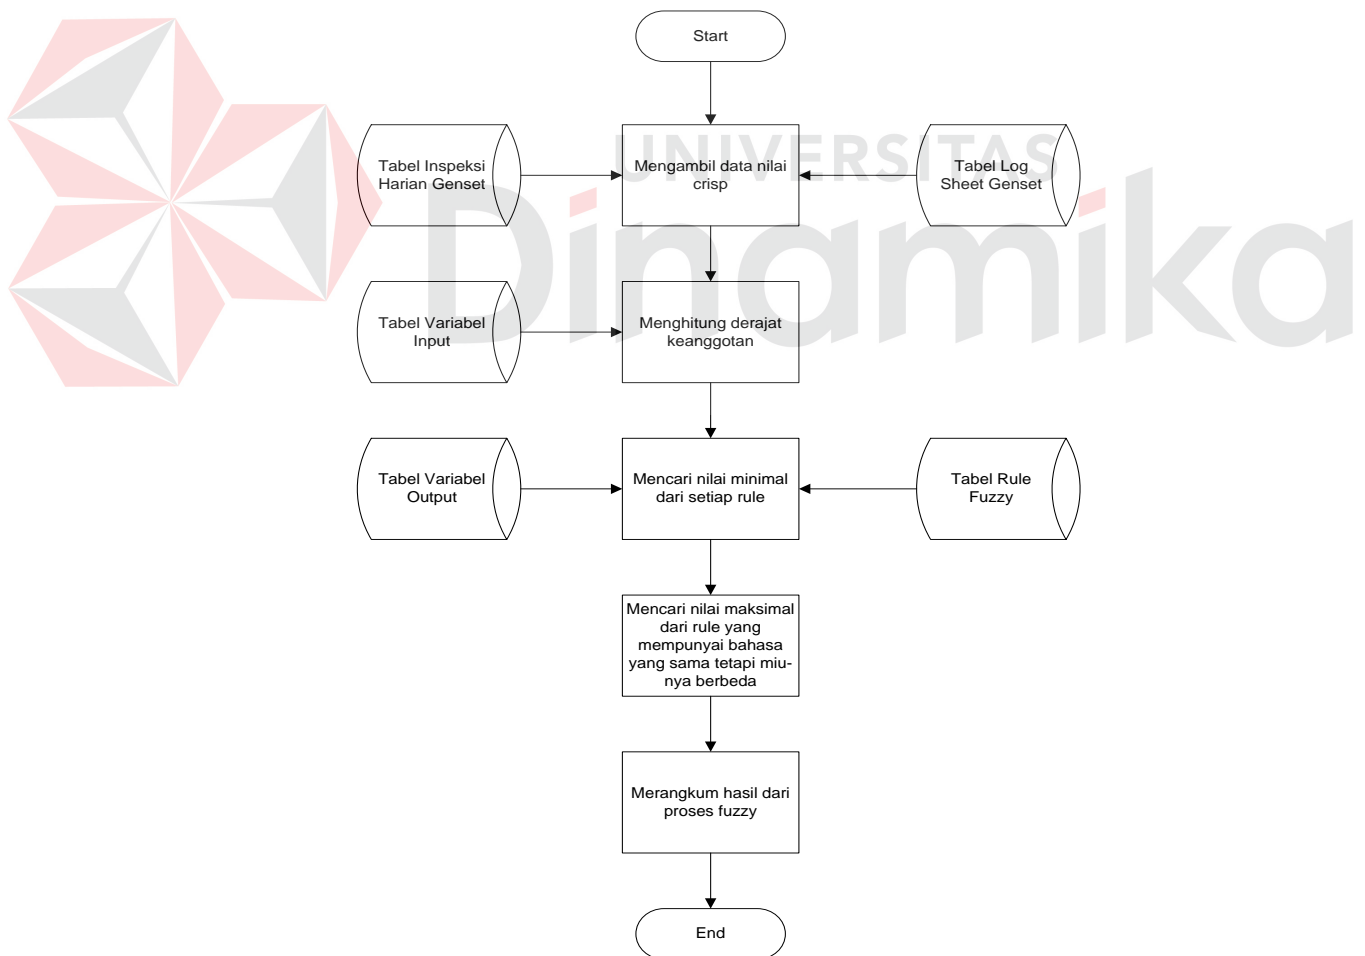 Start
UNIVERSITAS
Dinamika
Tabel Inspeksi
Harian Genset
Mengambil data nilai
crisp
Tabel Log
Sheet Genset
Tabel Variabel
Input
Menghitung derajat
keanggotan
Tabel Variabel
Output
Mencari nilai minimal
dari setiap rule
Tabel Rule
Fuzzy
Mencari nilai maksimal
dari rule yang
mempunyai bahasa
yang sama tetapi miu-
nya berbeda
Merangkum hasil dari
proses fuzzy
End